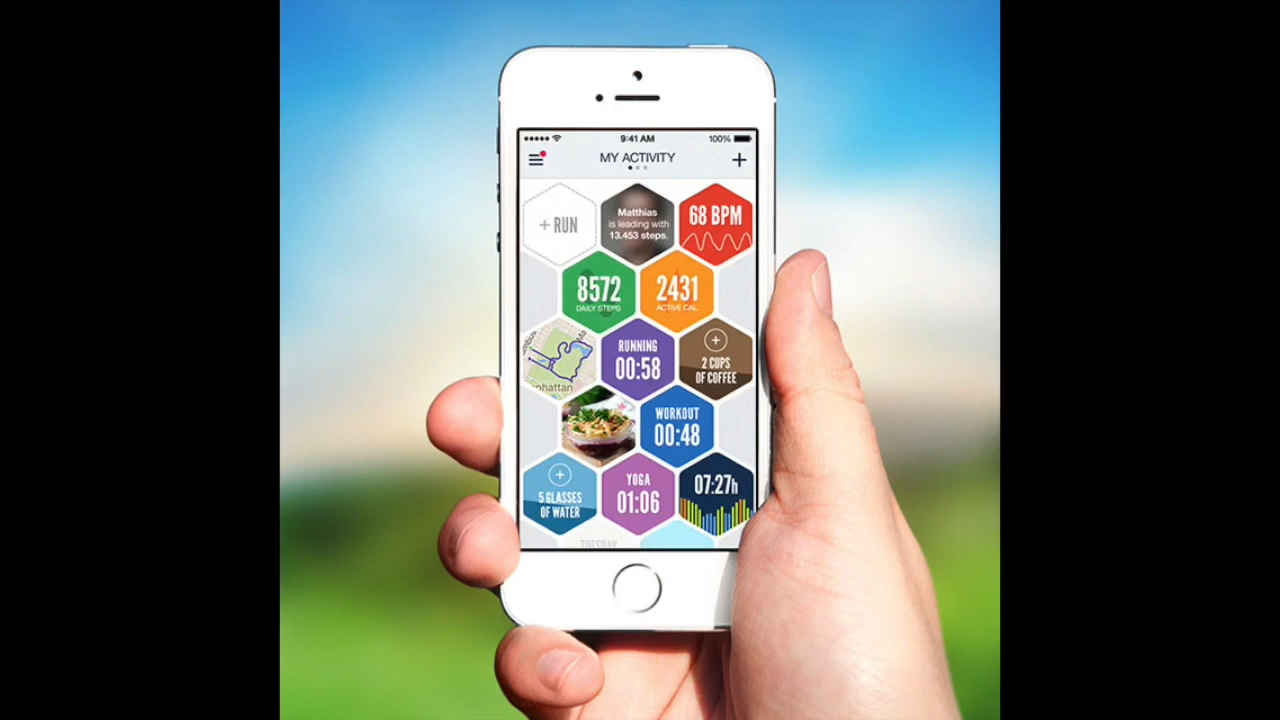 9:41 AM
100%
MY ACTIVITY
+ RUN
Matthias
is leading with
13.453 steps.
68 BPM
8572
DAILY STEPS
2431
ACTIVE CAL
hattan
RUNNING
00:58
2 CUPS
OF COFFEE
WORKOUT
00:48
5 GLASSES
OF WATER
YOGA
01:06
07:27h
TUESDAY